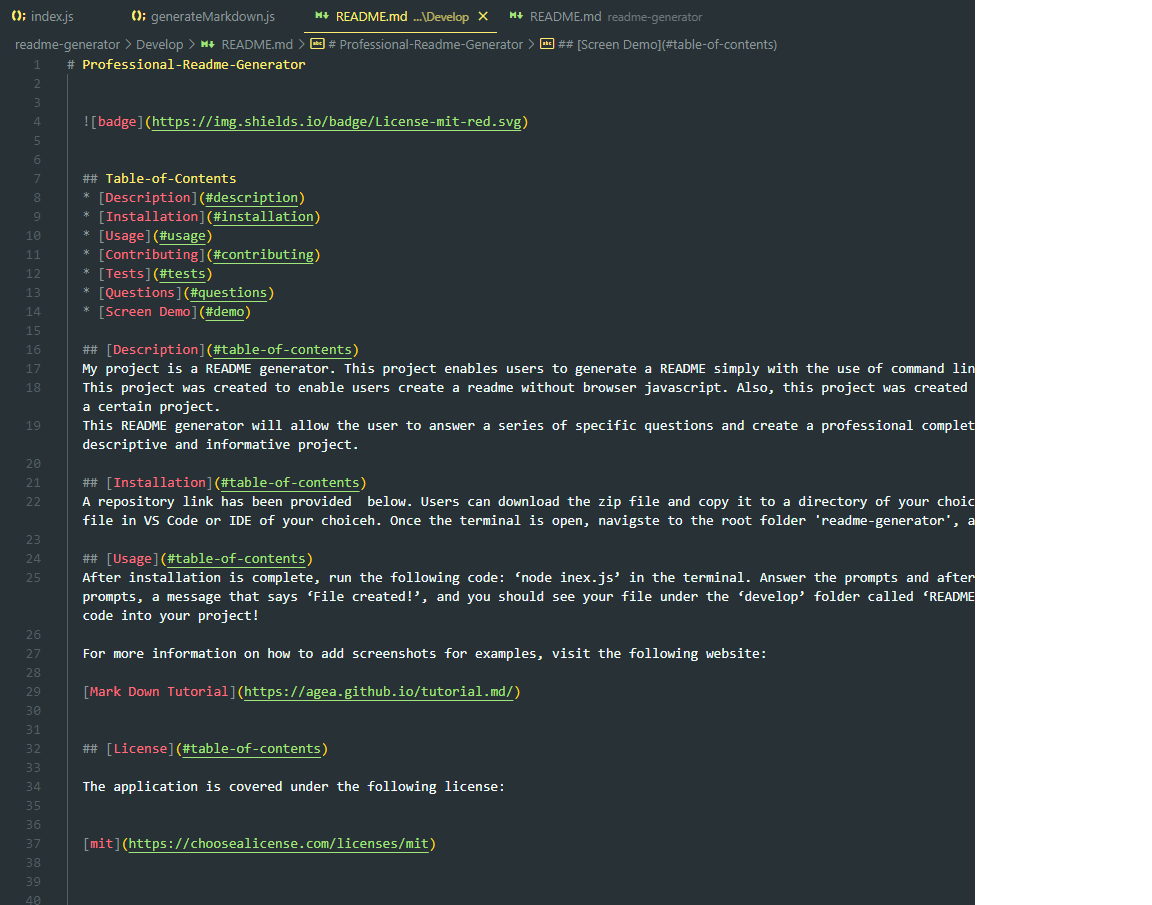 index.js generateMarkdown.js README.md ...\Develop README.md readme-generator
readme-generator > Develop > README.md > # Professional-Readme-Generator > ## [Screen Demo](#table-of-contents)
1 # Professional-Readme-Generator
2
3
4 ![badge](https://img.shields.io/badge/License-mit-red.svg)
5
6
7 ## Table-of-Contents
8 * [Description](#description)
9 * [Installation](#installation)
10 * [Usage](#usage)
11 * [Contributing](#contributing)
12 * [Tests](#tests)
13 * [Questions](#questions)
14 * [Screen Demo](#demo)
15
16 ## [Description](#table-of-contents)
17 My project is a README generator. This project enables users to generate a README simply with the use of command lin
18 This project was created to enable users create a readme without browser javascript. Also, this project was created
a certain project.
19 This README generator will allow the user to answer a series of specific questions and create a professional complet
descriptive and informative project.
20
21 ## [Installation](#table-of-contents)
22 A repository link has been provided  below. Users can download the zip file and copy it to a directory of your choic
file in VS Code or IDE of your choiceh. Once the terminal is open, navigste to the root folder 'readme-generator', a
23
24 ## [Usage](#table-of-contents)
25 After installation is complete, run the following code: ‘node inex.js’ in the terminal. Answer the prompts and after
prompts, a message that says ‘File created!’, and you should see your file under the ‘develop’ folder called ‘README
code into your project!
26
27 For more information on how to add screenshots for examples, visit the following website:
28
29 [Mark Down Tutorial](https://agea.github.io/tutorial.md/)
30
31
32 ## [License](#table-of-contents)
33
34 The application is covered under the following license:
35
36
37 [mit](https://choosealicense.com/licenses/mit)
38
39
40